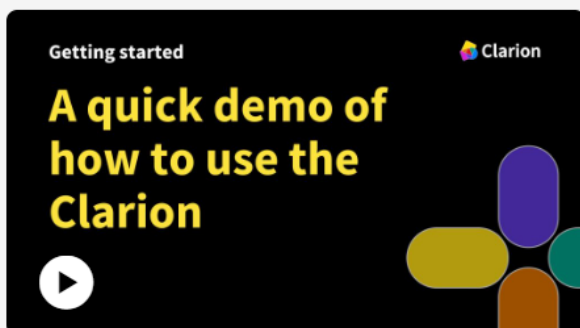 Getting started
Clarion
A quick demo of
how to use the
Clarion